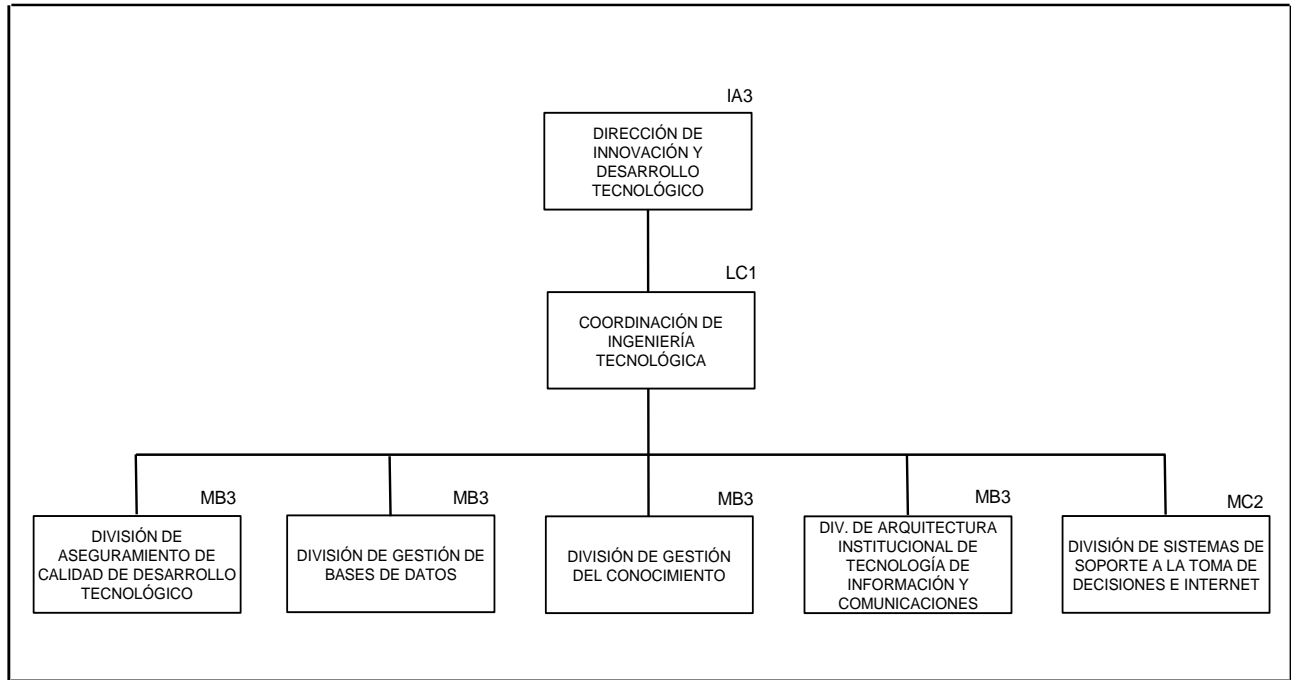 IA3
DIRECCIÓN DE
INNOVACIÓN Y
DESARROLLO
TECNOLÓGICO
LC1
COORDINACIÓN DE
INGENIERÍA
TECNOLÓGICA
MB3
DIVISIÓN DE
ASEGURAMIENTO DE
CALIDAD DE DESARROLLO
TECNOLÓGICO
MB3
DIVISIÓN DE GESTIÓN DE
BASES DE DATOS
MB3
DIVISIÓN DE GESTIÓN
DEL CONOCIMIENTO
MB3
DIV. DE ARQUITECTURA
INSTITUCIONAL DE
TECNOLOGÍA DE
INFORMACIÓN Y
COMUNICACIONES
MC2
DIVISIÓN DE SISTEMAS DE
SOPORTE A LA TOMA DE
DECISIONES E INTERNET